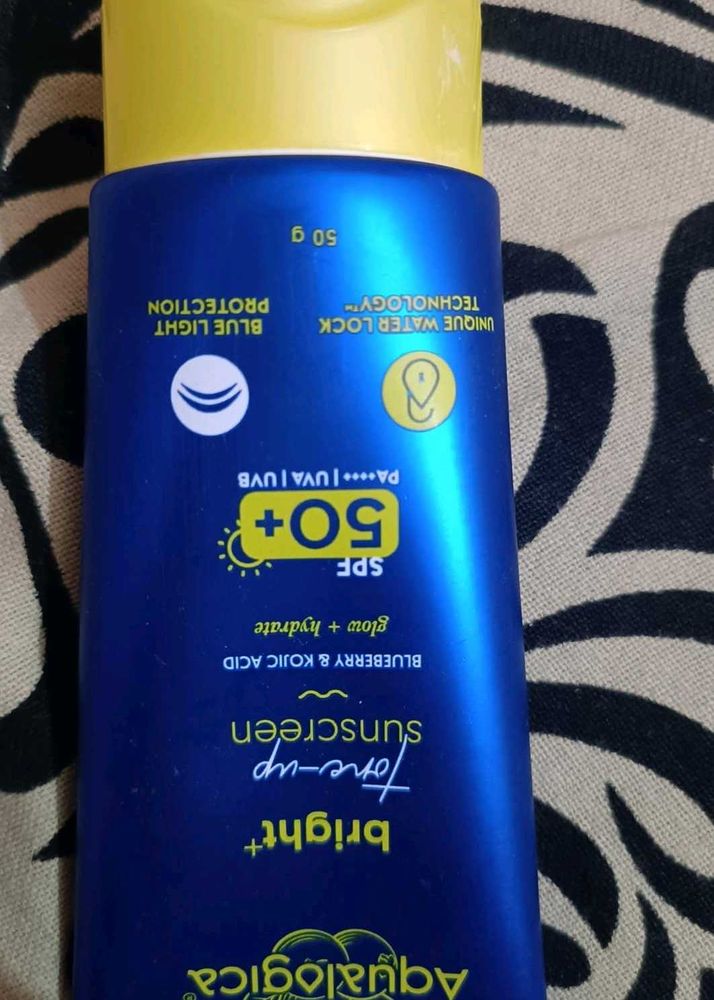 Aqualogica®
bright+
Tone-up
sunscreen
BLUEBERRY & KOJIC ACID
glow + hydrate
SPF
50+
PA++++ | UVA | UVB
UNIQUE WATER LOCK
TECHNOLOGY™
BLUE LIGHT
PROTECTION
50 g